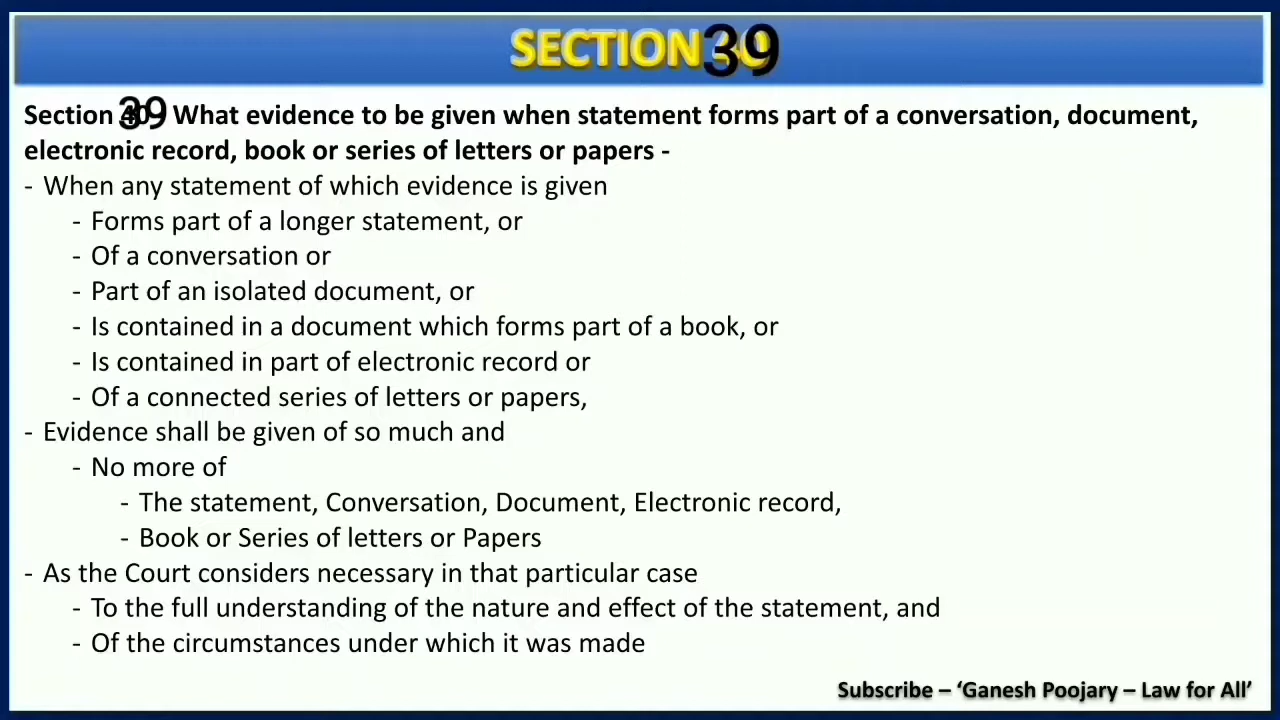 SECTION 39
Section 39 What evidence to be given when statement forms part of a conversation, document,
electronic record, book or series of letters or papers -
- When any statement of which evidence is given
- Forms part of a longer statement, or
- Of a conversation or
- Part of an isolated document, or
- Is contained in a document which forms part of a book, or
- Is contained in part of electronic record or
- Of a connected series of letters or papers,
- Evidence shall be given of so much and
- No more of
- The statement, Conversation, Document, Electronic record,
- Book or Series of letters or Papers
- As the Court considers necessary in that particular case
- To the full understanding of the nature and effect of the statement, and
- Of the circumstances under which it was made
Subscribe – ‘Ganesh Poojary – Law for All’